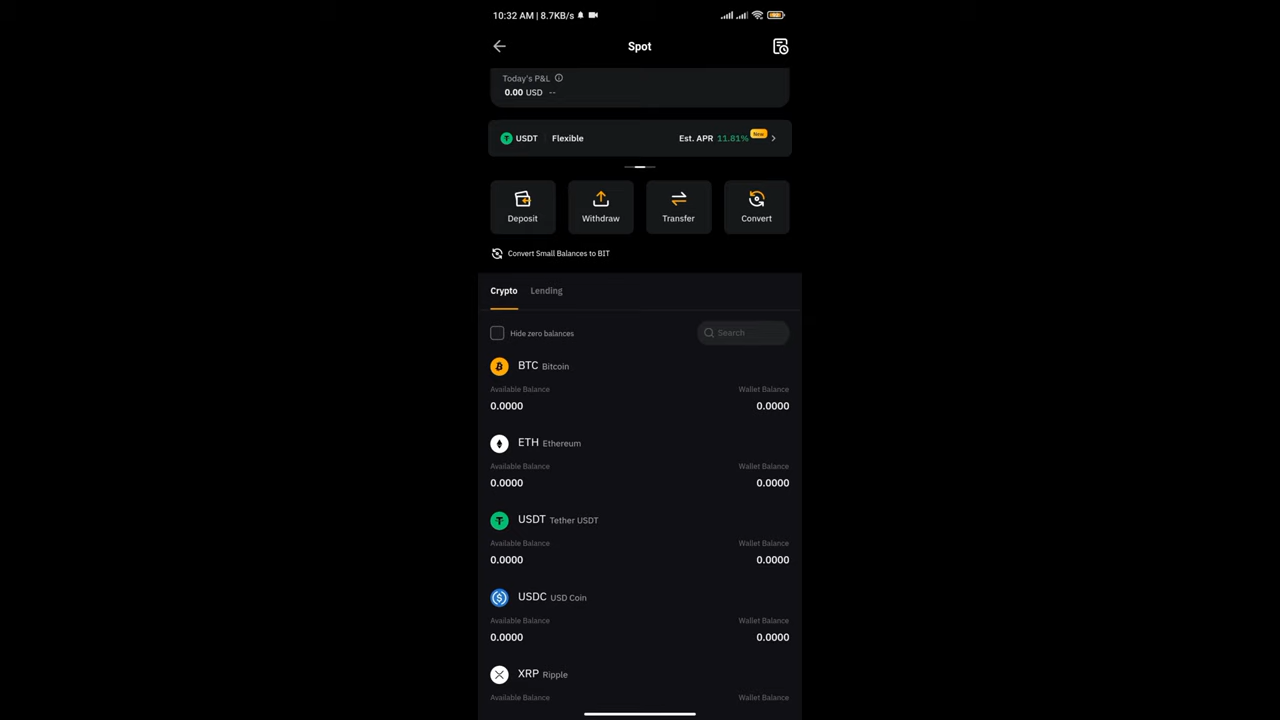 10:32 AM | 8.7KB/s
Spot
Today's P&L
0.00 USD --
USDT Flexible Est. APR 11.81% New
Deposit Withdraw Transfer Convert
Convert Small Balances to BIT
Crypto Lending
Hide zero balances Search
BTC Bitcoin
Available Balance Wallet Balance
0.0000 0.0000
ETH Ethereum
Available Balance Wallet Balance
0.0000 0.0000
USDT Tether USDT
Available Balance Wallet Balance
0.0000 0.0000
USDC USD Coin
Available Balance Wallet Balance
0.0000 0.0000
XRP Ripple
Available Balance Wallet Balance